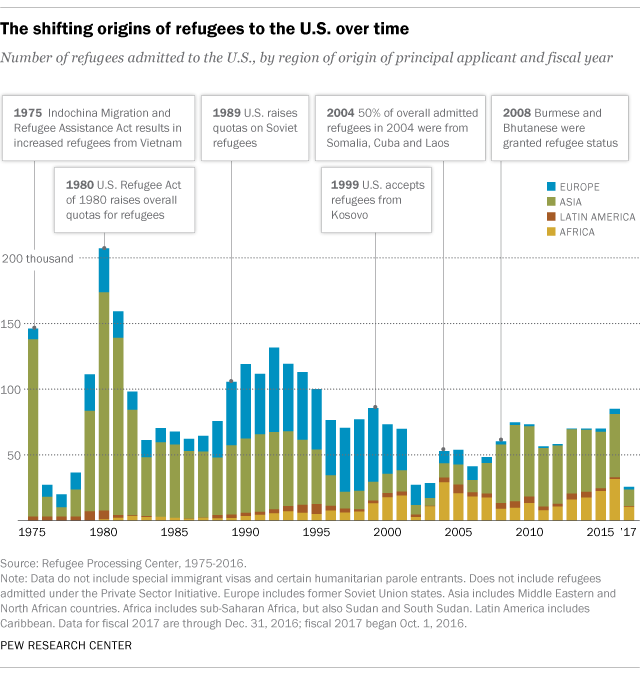 The shifting origins of refugees to the U.S. over time
Number of refugees admitted to the U.S., by region of origin of principal applicant and fiscal year
1975 Indochina Migration and
Refugee Assistance Act results in
increased refugees from Vietnam
1989 U.S. raises
quotas on Soviet
refugees
2004 50% of overall admitted
refugees in 2004 were from
Somalia, Cuba and Laos
2008 Burmese and
Bhutanese were
granted refugee status
1980 U.S. Refugee Act
of 1980 raises overall
quotas for refugees
1999 U.S. accepts
refugees from
Kosovo
EUROPE
ASIA
LATIN AMERICA
AFRICA
200 thousand
150
100
50
1975 1980 1985 1990 1995 2000 2005 2010 2015 '17
Source: Refugee Processing Center, 1975-2016.
Note: Data do not include special immigrant visas and certain humanitarian parole entrants. Does not include refugees
admitted under the Private Sector Initiative. Europe includes former Soviet Union states. Asia includes Middle Eastern and
North African countries. Africa includes sub-Saharan Africa, but also Sudan and South Sudan. Latin America includes
Caribbean. Data for fiscal 2017 are through Dec. 31, 2016; fiscal 2017 began Oct. 1, 2016.
PEW RESEARCH CENTER